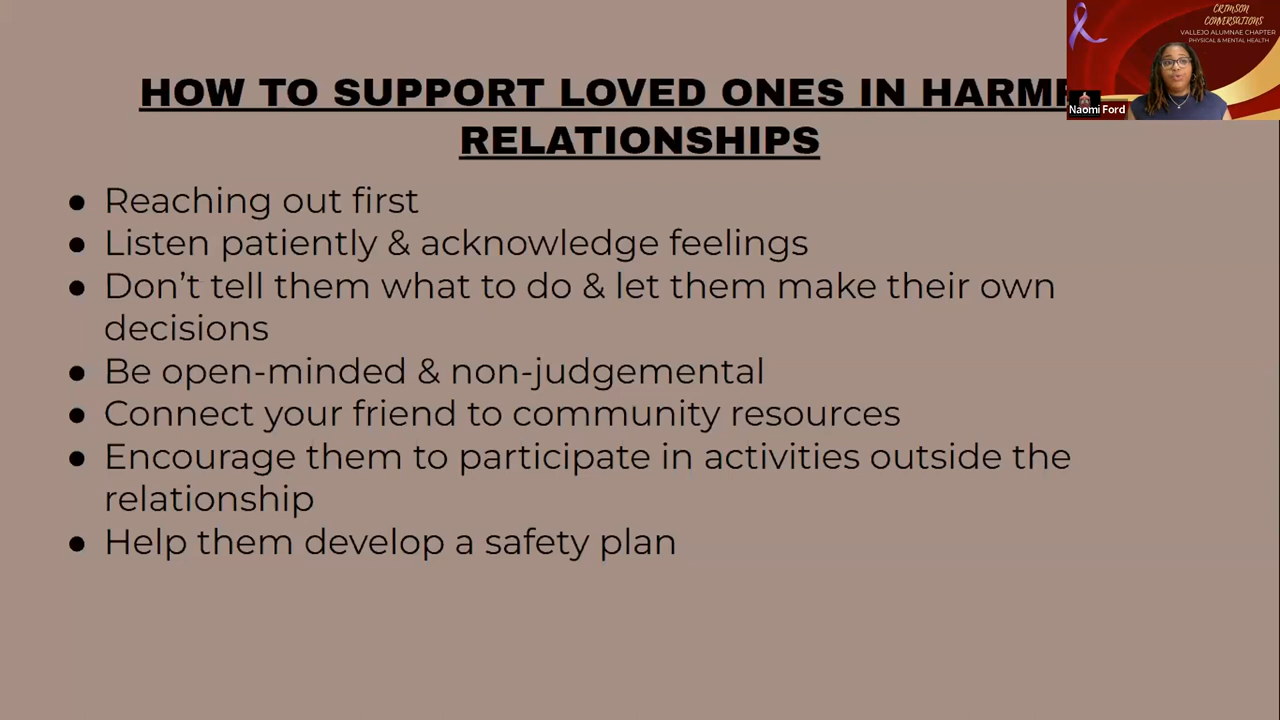 CRIMSON
CONVERSATIONS
VALLEJO ALUMNAE CHAPTER
PHYSICAL & MENTAL HEALTH
Naomi Ford
HOW TO SUPPORT LOVED ONES IN
RELATIONSHIPS
● Reaching out first
● Listen patiently & acknowledge feelings
● Don’t tell them what to do & let them make their own
decisions
● Be open-minded & non-judgemental
● Connect your friend to community resources
● Encourage them to participate in activities outside the
relationship
● Help them develop a safety plan